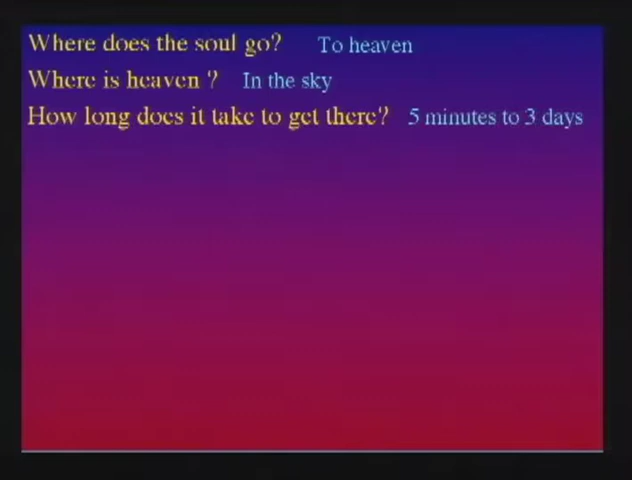 Where does the soul go? To heaven
Where is heaven ? In the sky
How long does it take to get there? 5 minutes to 3 days